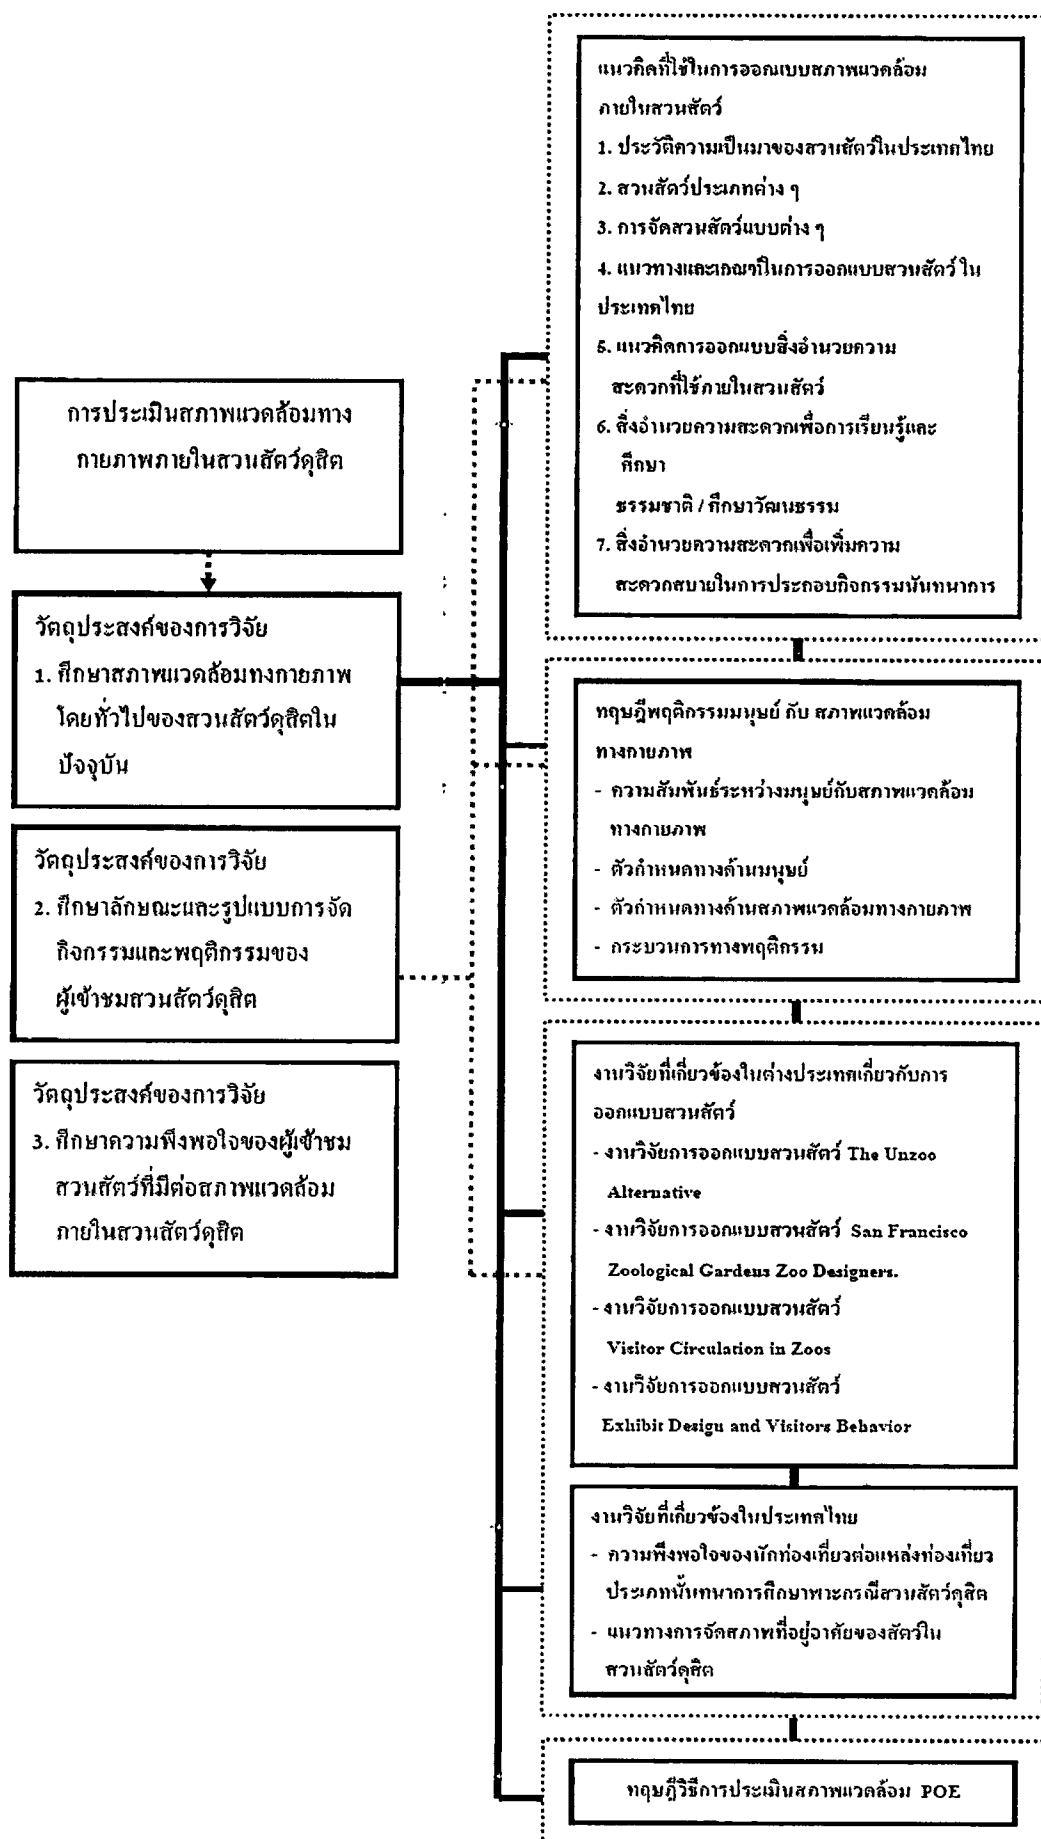 การประเมินสภาพแวดล้อมทาง
กายภาพภายในสวนสัตว์ดุสิต
วัตถุประสงค์ของการวิจัย
1. ศึกษาสภาพแวดล้อมทางกายภาพ
โดยทั่วไปของสวนสัตว์ดุสิตใน
ปัจจุบัน
วัตถุประสงค์ของการวิจัย
2. ศึกษาลักษณะและรูปแบบการจัด
กิจกรรมและพฤติกรรมของ
ผู้เข้าชมสวนสัตว์ดุสิต
วัตถุประสงค์ของการวิจัย
3. ศึกษาความพึงพอใจของผู้เข้าชม
สวนสัตว์ที่มีต่อสภาพแวดล้อม
ภายในสวนสัตว์ดุสิต
แนวคิดที่ใช้ในการออกแบบสภาพแวดล้อม
ภายในสวนสัตว์
1. ประวัติความเป็นมาของสวนสัตว์ในประเทศไทย
2. สวนสัตว์ประเภทต่าง ๆ
3. การจัดสวนสัตว์แบบต่าง ๆ
4. แนวทางและเกณฑ์ในการออกแบบสวนสัตว์ ใน
ประเทศไทย
5. แนวคิดการออกแบบสิ่งอำนวยความ
สะดวกที่ใช้ภายในสวนสัตว์
6. สิ่งอำนวยความสะดวกเพื่อการเรียนรู้และ
ศึกษา
ธรรมชาติ / ศึกษาวัฒนธรรม
7. สิ่งอำนวยความสะดวกเพื่อเพิ่มความ
สะดวกสบายในการประกอบกิจกรรมนันทนาการ
ทฤษฎีพฤติกรรมมนุษย์ กับ สภาพแวดล้อม
ทางกายภาพ
- ความสัมพันธ์ระหว่างมนุษย์กับสภาพแวดล้อม
ทางกายภาพ
- ตัวกำหนดทางด้านมนุษย์
- ตัวกำหนดทางด้านสภาพแวดล้อมทางกายภาพ
- กระบวนการทางพฤติกรรม
งานวิจัยที่เกี่ยวข้องในต่างประเทศเกี่ยวกับการ
ออกแบบสวนสัตว์
- งานวิจัยการออกแบบสวนสัตว์ The Unzoo
Alternative
- งานวิจัยการออกแบบสวนสัตว์ San Francisco
Zoological Gardens Zoo Designers.
- งานวิจัยการออกแบบสวนสัตว์
Visitor Circulation in Zoos
- งานวิจัยการออกแบบสวนสัตว์
Exhibit Design and Visitors Behavior
งานวิจัยที่เกี่ยวข้องในประเทศไทย
- ความพึงพอใจของนักท่องเที่ยวต่อแหล่งท่องเที่ยว
ประเภทนันทนาการศึกษาเฉพาะกรณีสวนสัตว์ดุสิต
- แนวทางการจัดสภาพที่อยู่อาศัยของสัตว์ใน
สวนสัตว์ดุสิต
ทฤษฎีวิธีการประเมินสภาพแวดล้อม POE